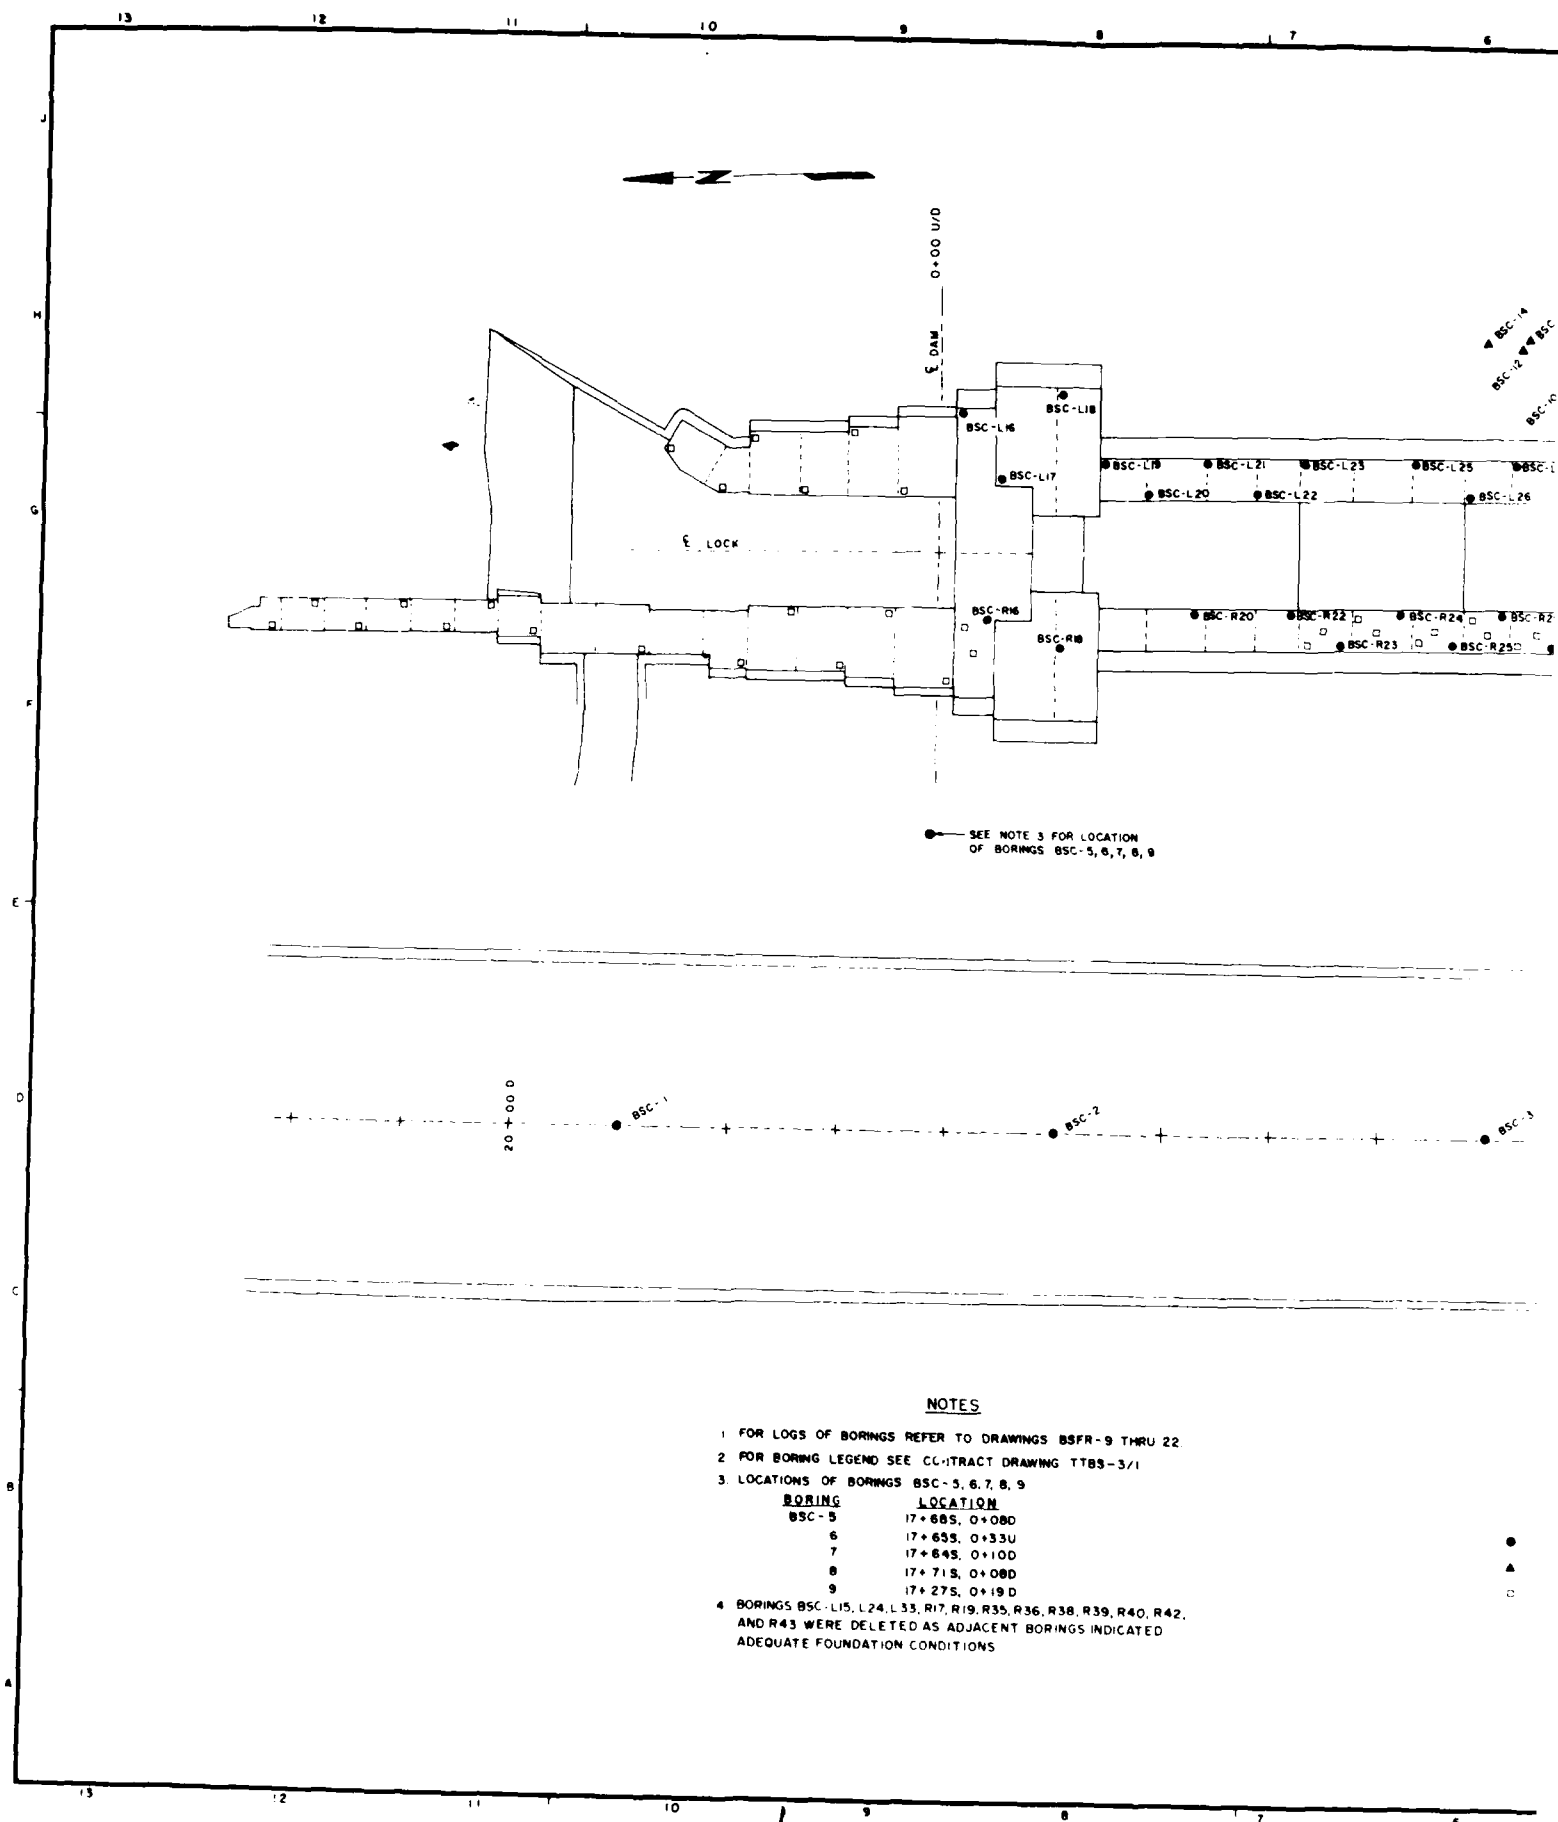 13 12 11 10 9 8 7 6
J
N
0+00 U/D
H
BSC-14
BSC-12
BSC-10
℄ DAM
BSC-L18
BSC-L16
BSC-L17
BSC-L19 BSC-L21 BSC-L23 BSC-L25
BSC-L20 BSC-L22 BSC-L26
G
℄ LOCK
BSC-R16
BSC-R20 BSC-R22 BSC-R24
BSC-R18
BSC-R23 BSC-R25
F
SEE NOTE 3 FOR LOCATION
OF BORINGS BSC-5, 6, 7, 8, 9
E
D
20 00 D
BSC-1
BSC-2
BSC-3
C
NOTES
1 FOR LOGS OF BORINGS REFER TO DRAWINGS BSFR-9 THRU 22.
2 FOR BORING LEGEND SEE CONTRACT DRAWING TTBS-3/1
3. LOCATIONS OF BORINGS BSC-5, 6, 7, 8, 9
B
BORING LOCATION
BSC-5 17+68S, 0+08D
6 17+65S, 0+33U
7 17+64S, 0+10D
8 17+71S, 0+08D
9 17+27S, 0+19D
4 BORINGS BSC-L15, L24, L33, R17, R19, R35, R36, R38, R39, R40, R42,
AND R43 WERE DELETED AS ADJACENT BORINGS INDICATED
ADEQUATE FOUNDATION CONDITIONS
A
13 12 11 10 9 8 7 6